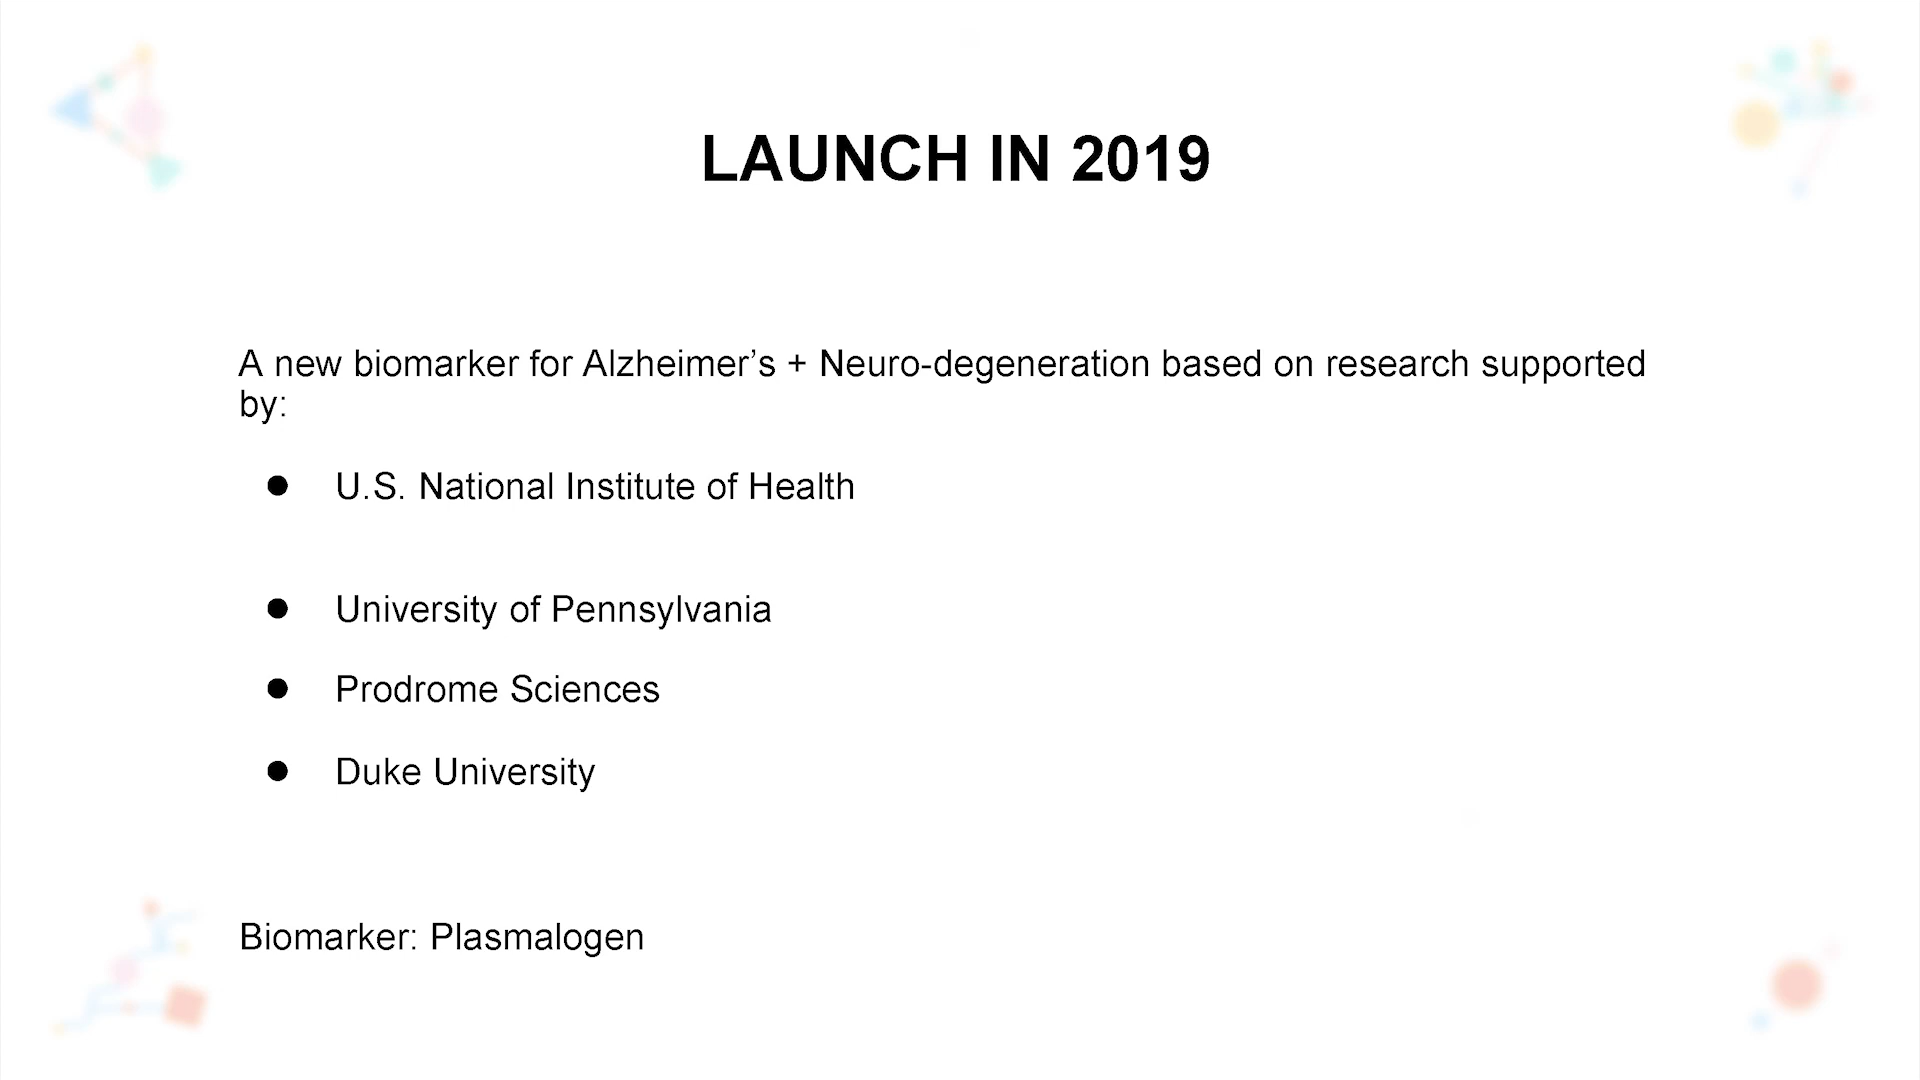 LAUNCH IN 2019
A new biomarker for Alzheimer’s + Neuro-degeneration based on research supported
by:
● U.S. National Institute of Health
● University of Pennsylvania
● Prodrome Sciences
● Duke University
Biomarker: Plasmalogen